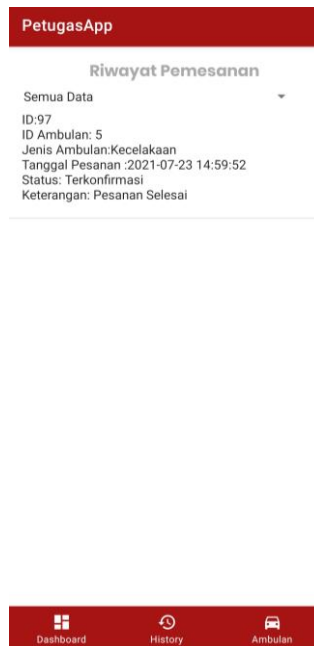 PetugasApp
Riwayat Pemesanan
Semua Data
ID:97
ID Ambulan: 5
Jenis Ambulan:Kecelakaan
Tanggal Pesanan :2021-07-23 14:59:52
Status: Terkonfirmasi
Keterangan: Pesanan Selesai
Dashboard
History
Ambulan